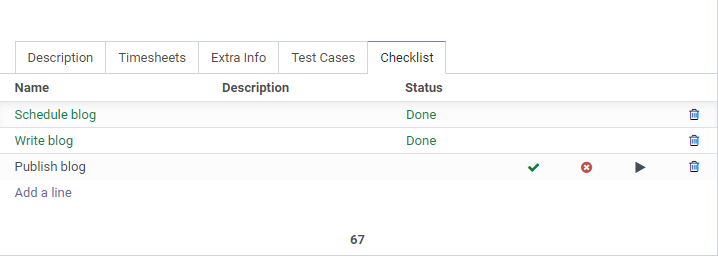 Description Timesheets Extra Info Test Cases Checklist
Name Description Status
Schedule blog Done
Write blog Done
Publish blog
Add a line
67